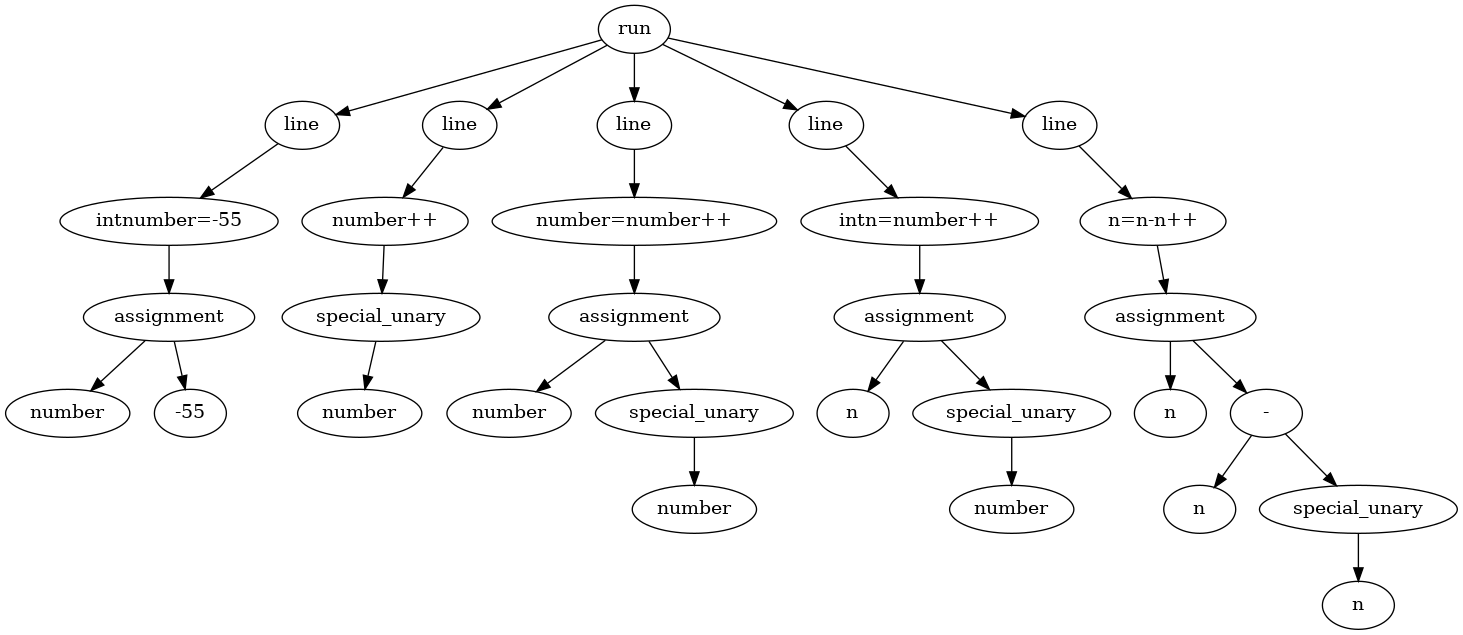 run
line line line line line
intnumber=-55 number++ number=number++ intn=number++ n=n-n++
assignment special_unary assignment assignment assignment
number -55 number number special_unary n special_unary n -
number number n special_unary
n